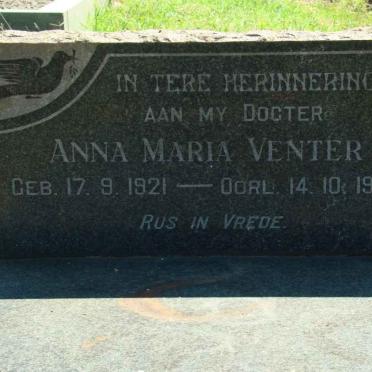 IN TERE HERINNERING
AAN MY DOGTER
ANNA MARIA VENTER
GEB. 17. 9. 1921 — OORL. 14. 10. 19
RUS IN VREDE.